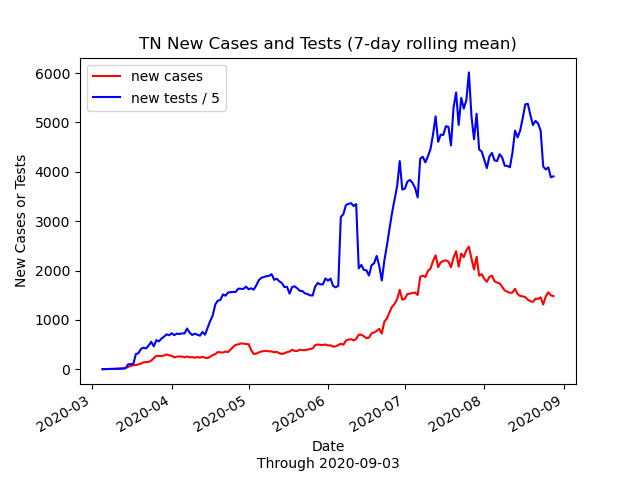 TN New Cases and Tests (7-day rolling mean)
new cases
new tests / 5
New Cases or Tests
6000
5000
4000
3000
2000
1000
0
2020-03
2020-04
2020-05
2020-06
2020-07
2020-08
2020-09
Date
Through 2020-09-03